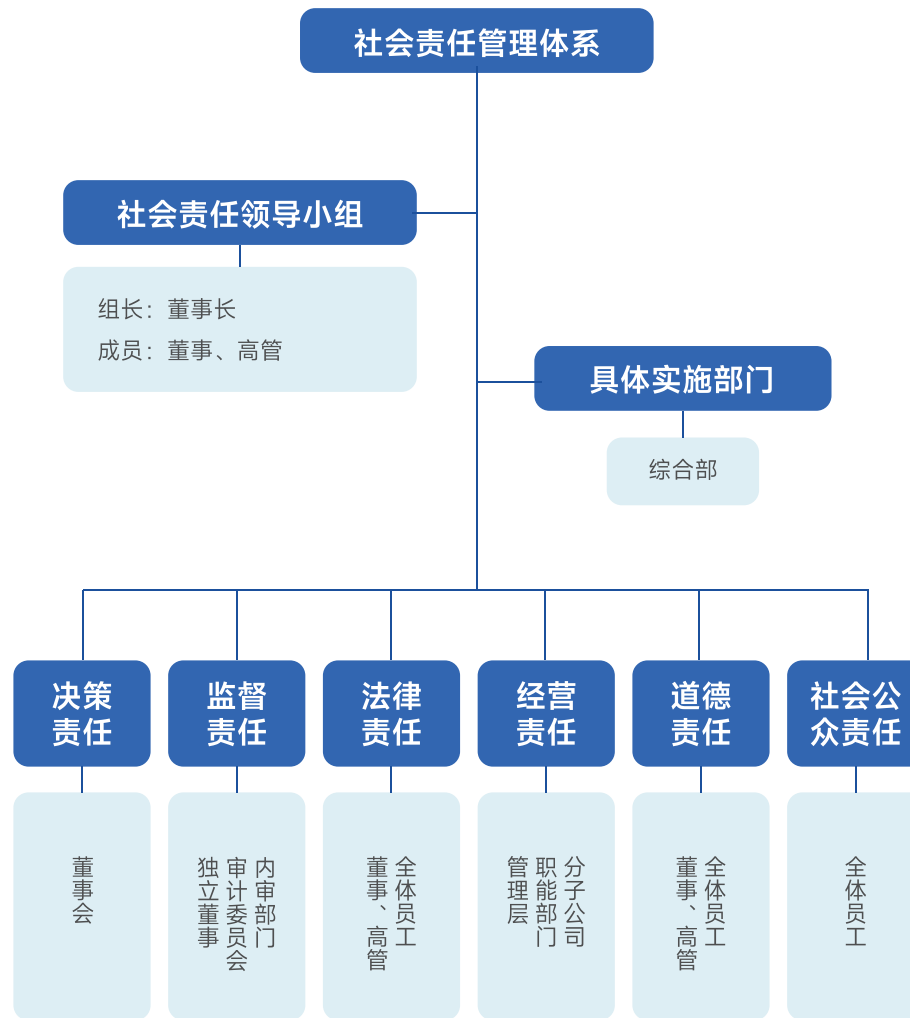 社会责任管理体系
社会责任领导小组
组长：董事长
成员：董事、高管
具体实施部门
综合部
决策
责任
监督
责任
法律
责任
经营
责任
道德
责任
社会公
众责任
董事会
独立董事
审计委员会
内审部门
董事、高管
全体员工
管理层
职能部门
分子公司
董事、高管
全体员工
全体员工